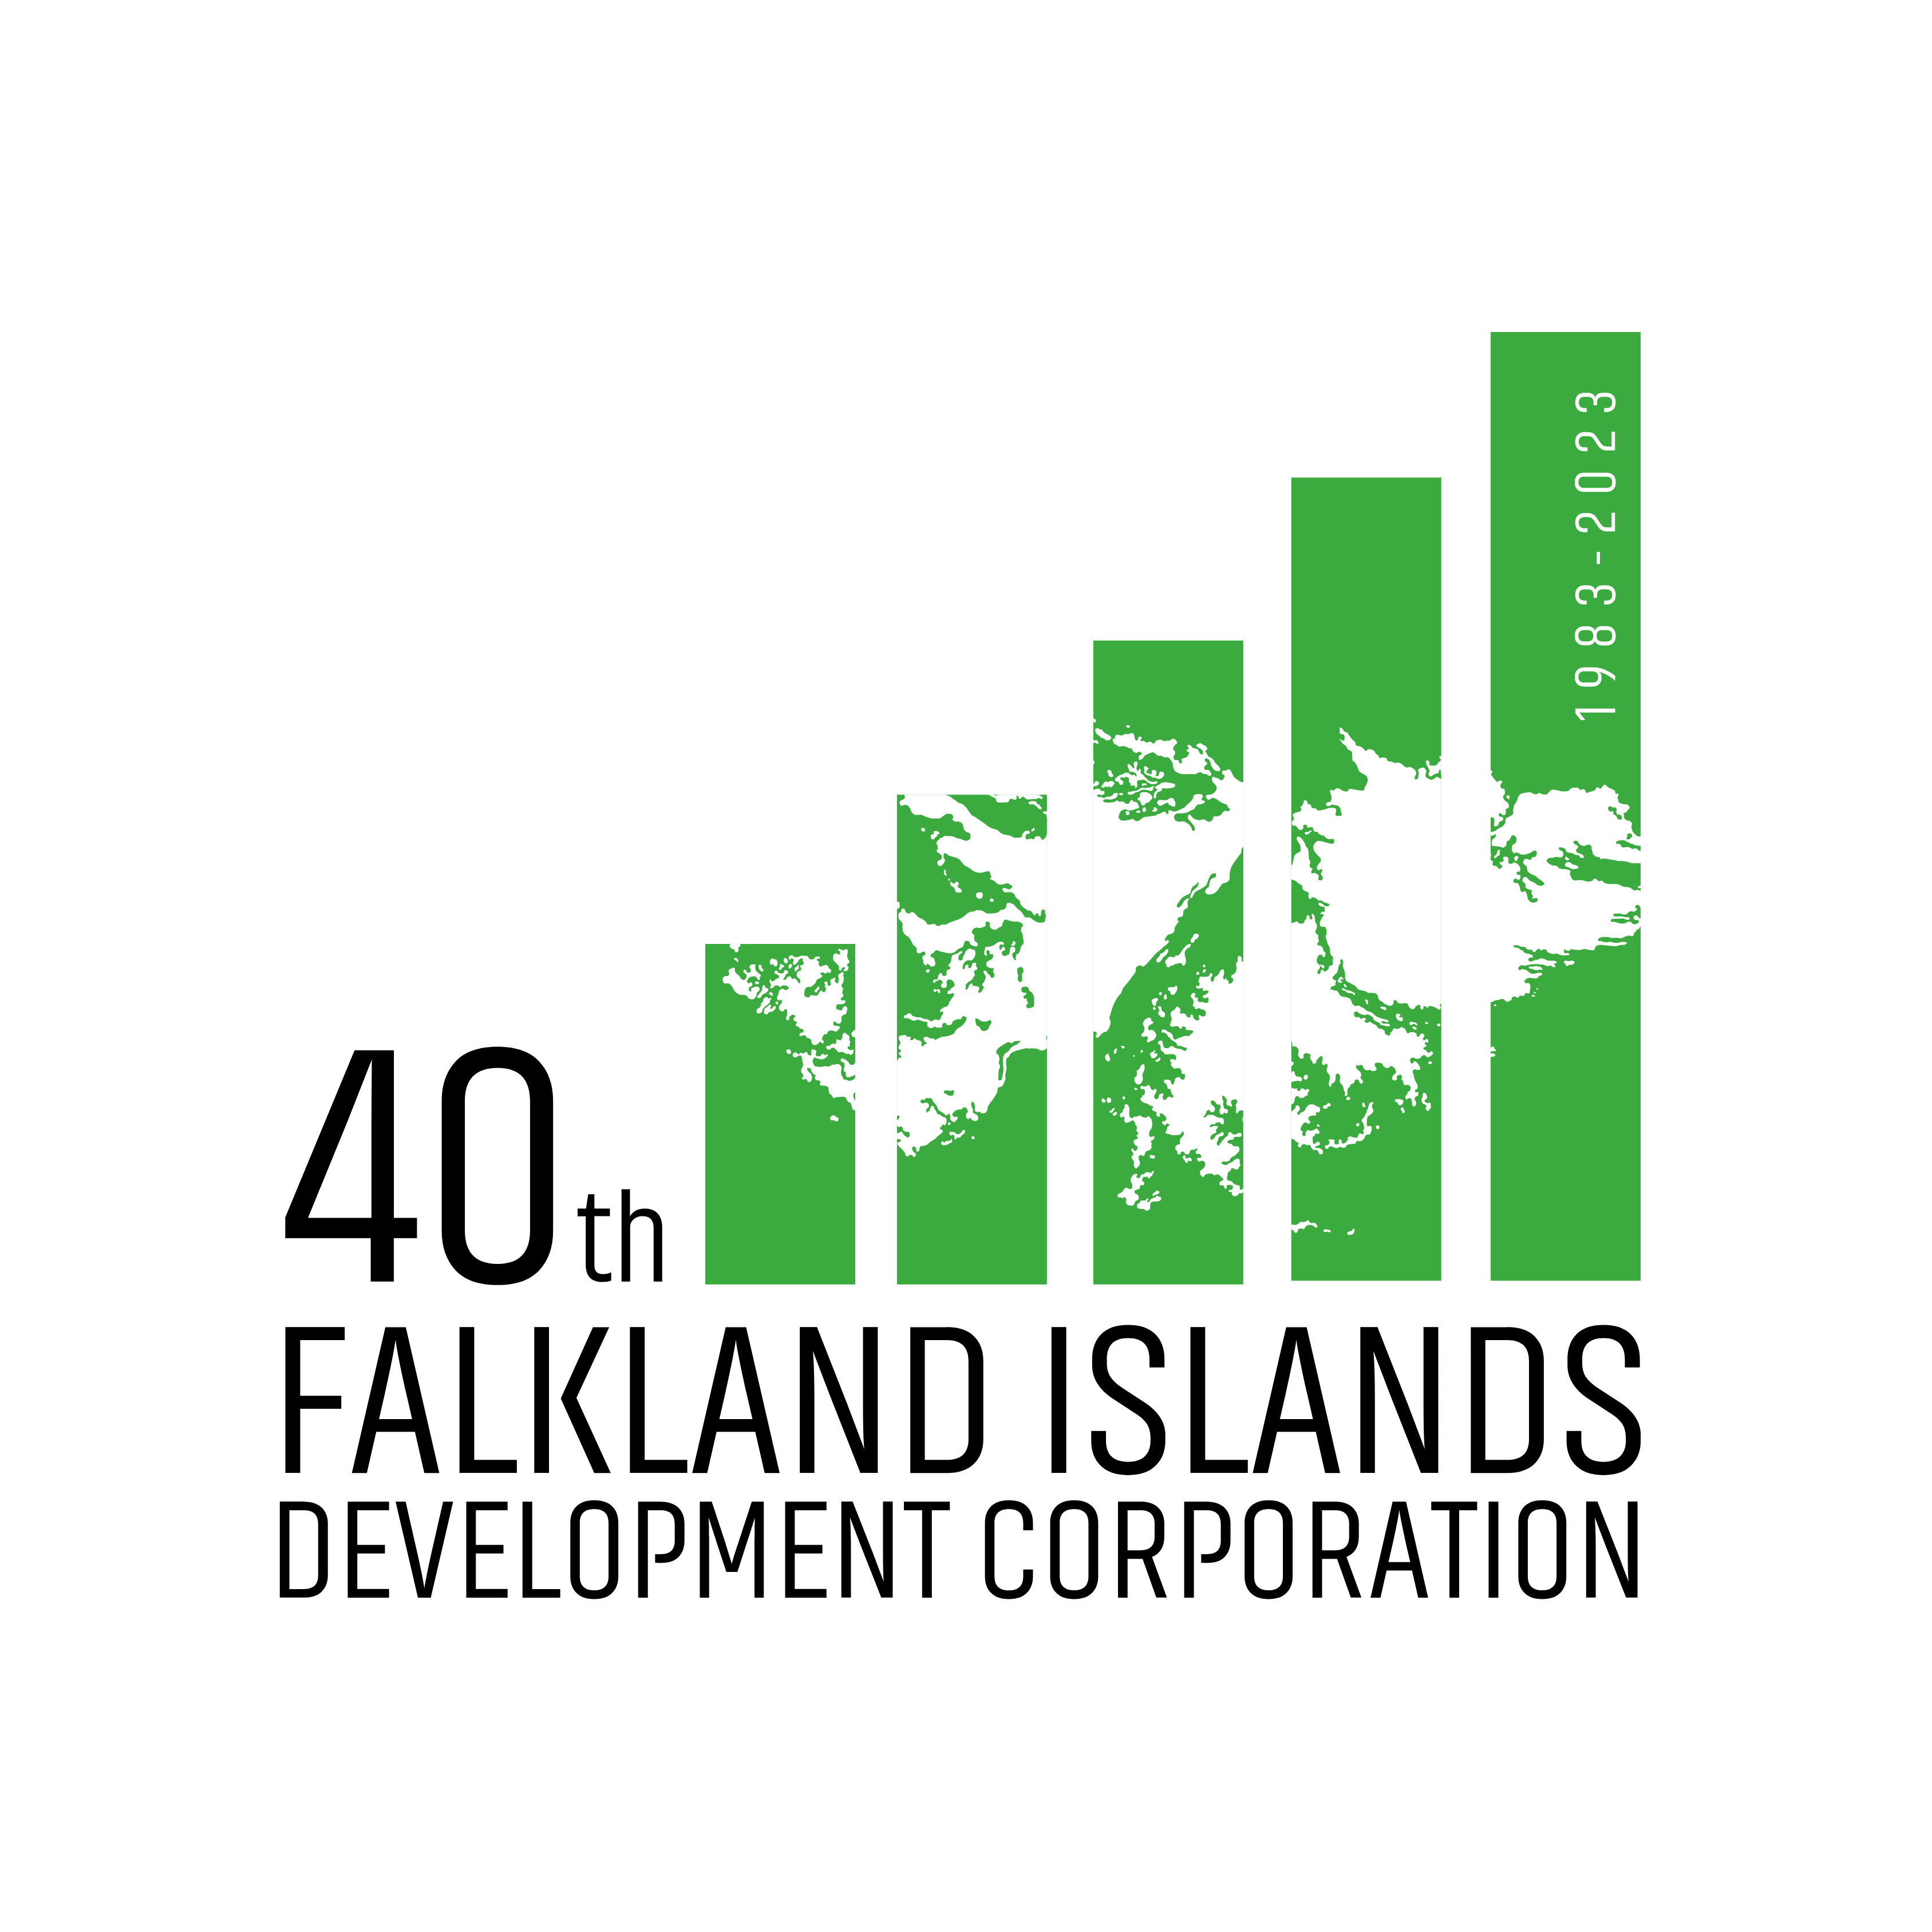 1983-2023
40th
FALKLAND ISLANDS
DEVELOPMENT CORPORATION